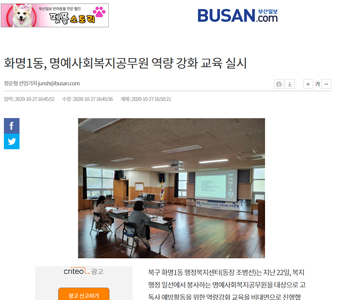 부산일보 반려동물 전문 뉴스
펫플스토리
BUSAN.com
부산일보
화명1동, 명예사회복지공무원 역량 강화 교육 실시
정순형 선임기자 junsh@busan.com
입력 : 2020-10-27 16:45:52 수정 : 2020-10-27 16:45:56 게재 : 2020-10-27 16:50:21
+ 가 -
f
criteo 광고
광고 신고하기
북구 화명1동 행정복지센터(동장 조병선)는 지난 22일, 복지
행정 일선에서 봉사하는 명예사회복지공무원을 대상으로 고
독사 예방활동을 위한 역량강화 교육을 비대면으로 진행했